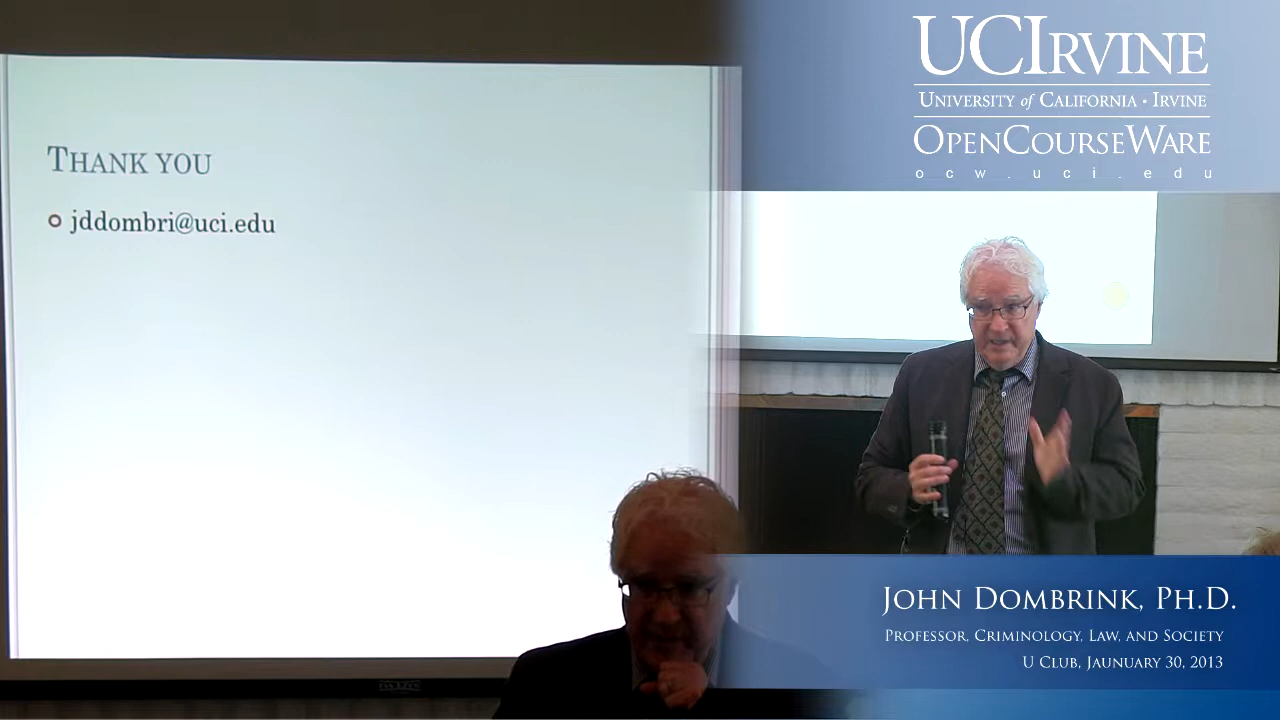 THANK YOU
jddombri@uci.edu
UCIRVINE
UNIVERSITY of CALIFORNIA • IRVINE
OPENCOURSEWARE
ocw.uci.edu
JOHN DOMBRINK, PH.D.
PROFESSOR, CRIMINOLOGY, LAW, AND SOCIETY
U CLUB, JAUNUARY 30, 2013